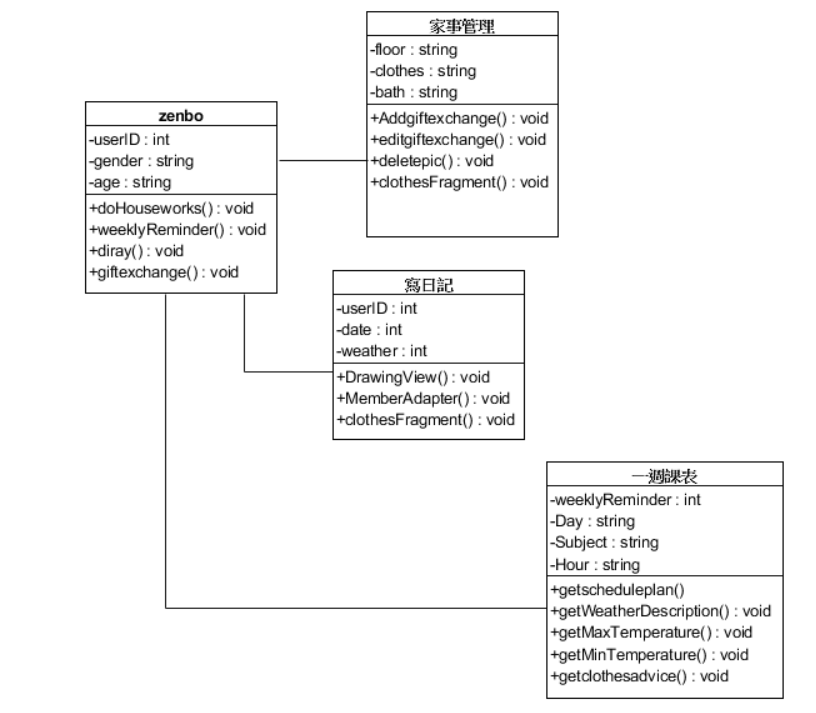 家事管理
-floor : string
-clothes : string
-bath : string
+Addgiftexchange() : void
+editgiftexchange() : void
+deletepic() : void
+clothesFragment() : void
zenbo
-userID : int
-gender : string
-age : string
+doHouseworks() : void
+weeklyReminder() : void
+diray() : void
+giftexchange() : void
寫日記
-userID : int
-date : int
-weather : int
+DrawingView() : void
+MemberAdapter() : void
+clothesFragment() : void
一週課表
-weeklyReminder : int
-Day : string
-Subject : string
-Hour : string
+getscheduleplan()
+getWeatherDescription() : void
+getMaxTemperature() : void
+getMinTemperature() : void
+getclothesadvice() : void